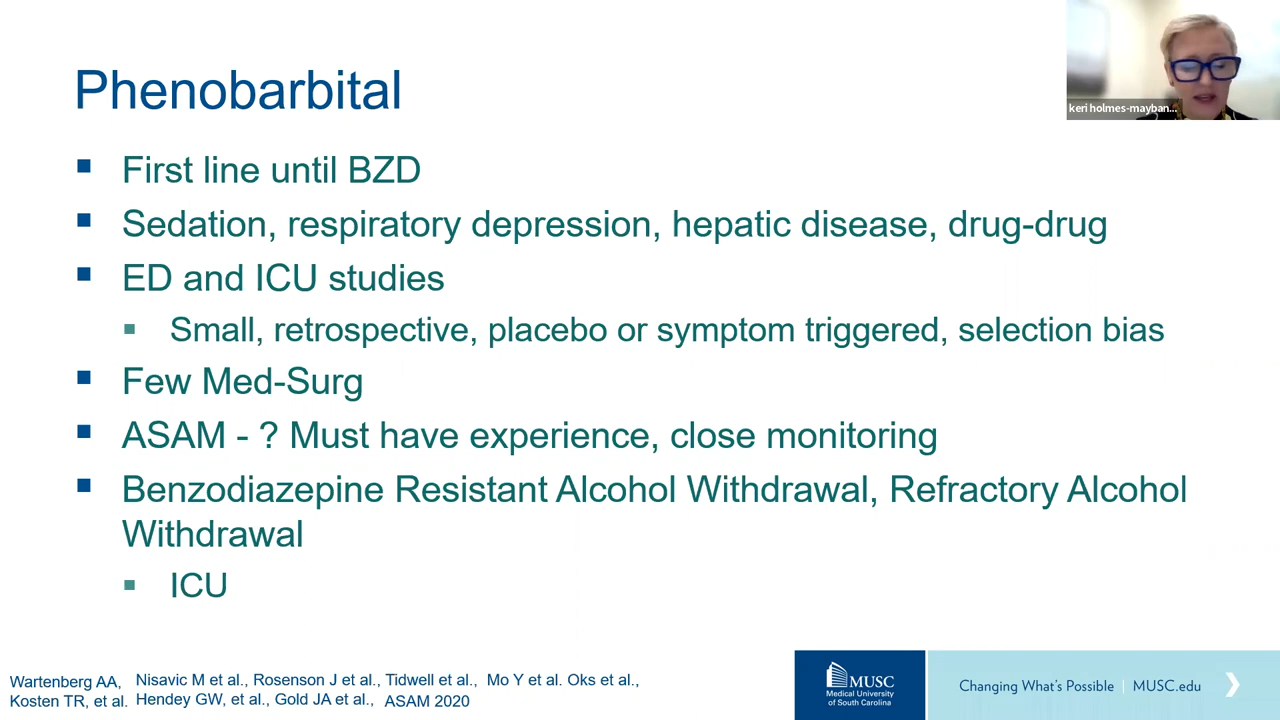 keri holmes-mayban...
Phenobarbital
First line until BZD
Sedation, respiratory depression, hepatic disease, drug-drug
ED and ICU studies
Small, retrospective, placebo or symptom triggered, selection bias
Few Med-Surg
ASAM - ? Must have experience, close monitoring
Benzodiazepine Resistant Alcohol Withdrawal, Refractory Alcohol
Withdrawal
ICU
Wartenberg AA, Nisavic M et al., Rosenson J et al., Tidwell et al., Mo Y et al. Oks et al.,
Kosten TR, et al. Hendey GW, et al., Gold JA et al., ASAM 2020
MUSC
Medical University
of South Carolina
Changing What's Possible | MUSC.edu